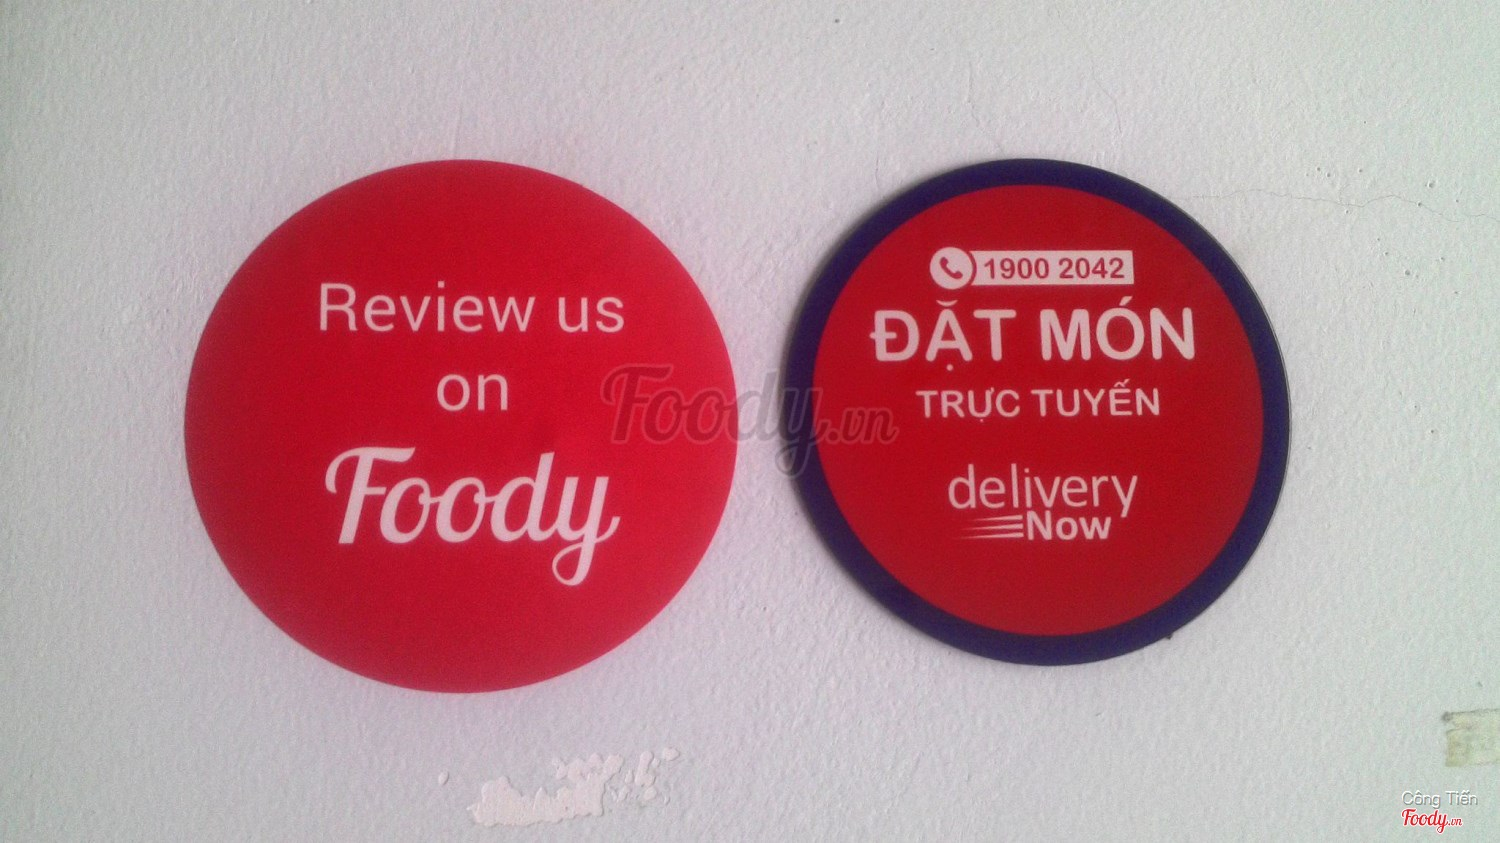 Review us
on
Foody
1900 2042
ĐẶT MÓN
TRỰC TUYẾN
delivery
Now
Foody.vn
Công Tiến
Foody.vn